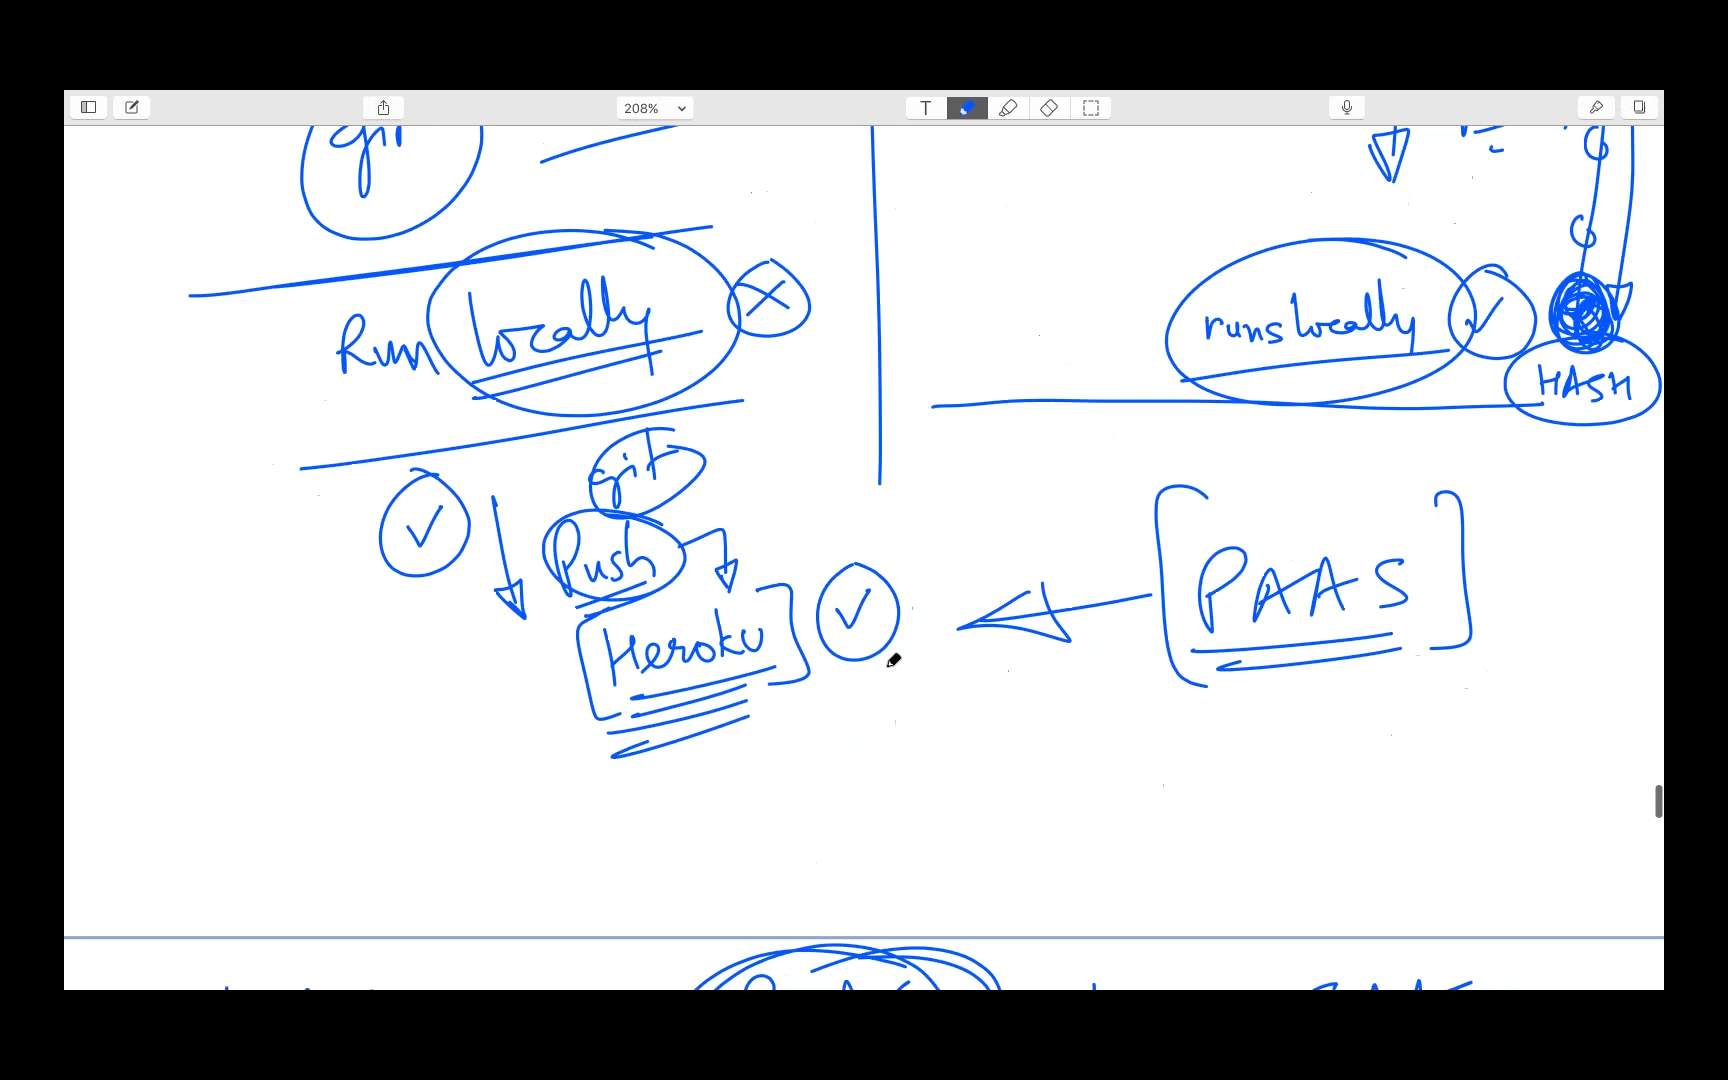 208%
T
git
Run locally
runs locally
HASH
git
Push
Heroku
PAAS